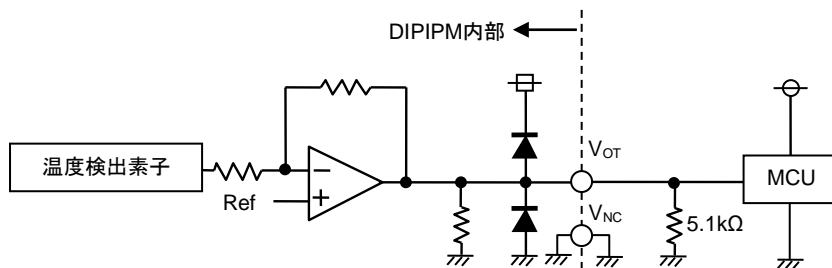 DIPIPM内部
温度検出素子
Ref
−
+
VOT
VNC
5.1kΩ
MCU